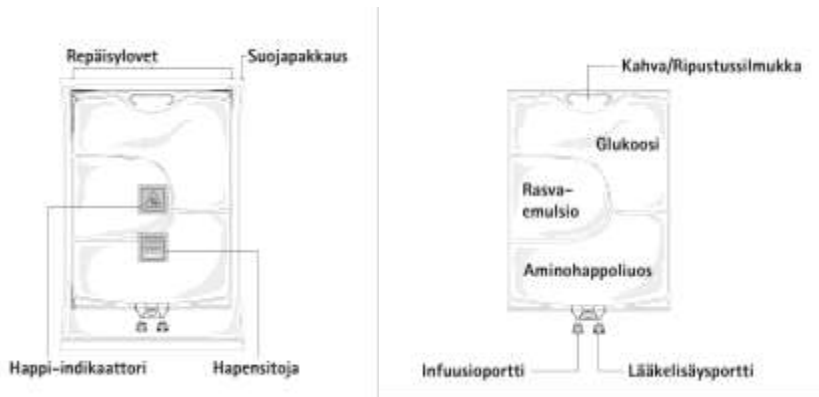 Repäisylovet
Suojapakkaus
Happi-indikaattori
Hapensitoja
Kahva/Ripustussilmukka
Glukoosi
Rasva-
emulsio
Aminohappoliuos
Infuusioportti
Lääkelisäysportti